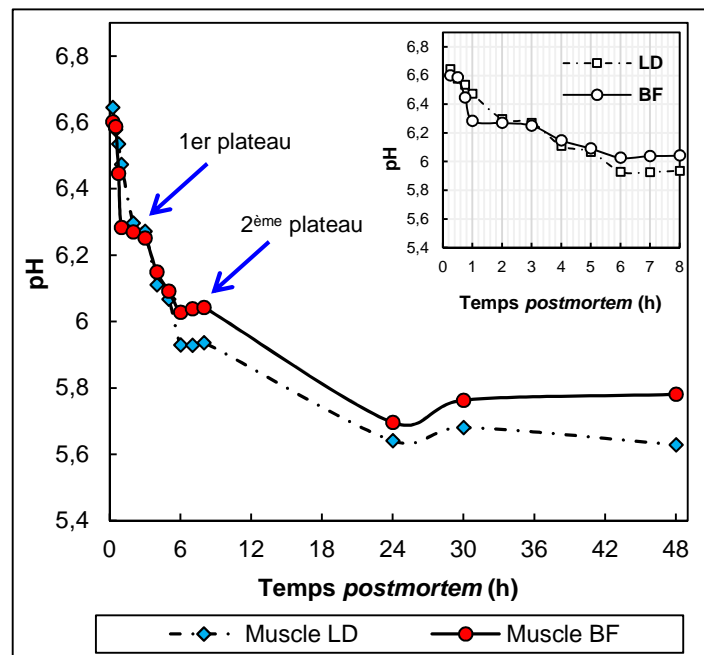 6,8
6,6
6,4
6,2
6
5,8
5,6
5,4
pH
0
6
12
18
24
30
36
42
48
Temps postmortem (h)
1er plateau
2ème plateau
6,8
6,6
6,4
6,2
6
5,8
5,6
5,4
pH
LD
BF
0 1 2 3 4 5 6 7 8
Temps postmortem (h)
Muscle LD
Muscle BF